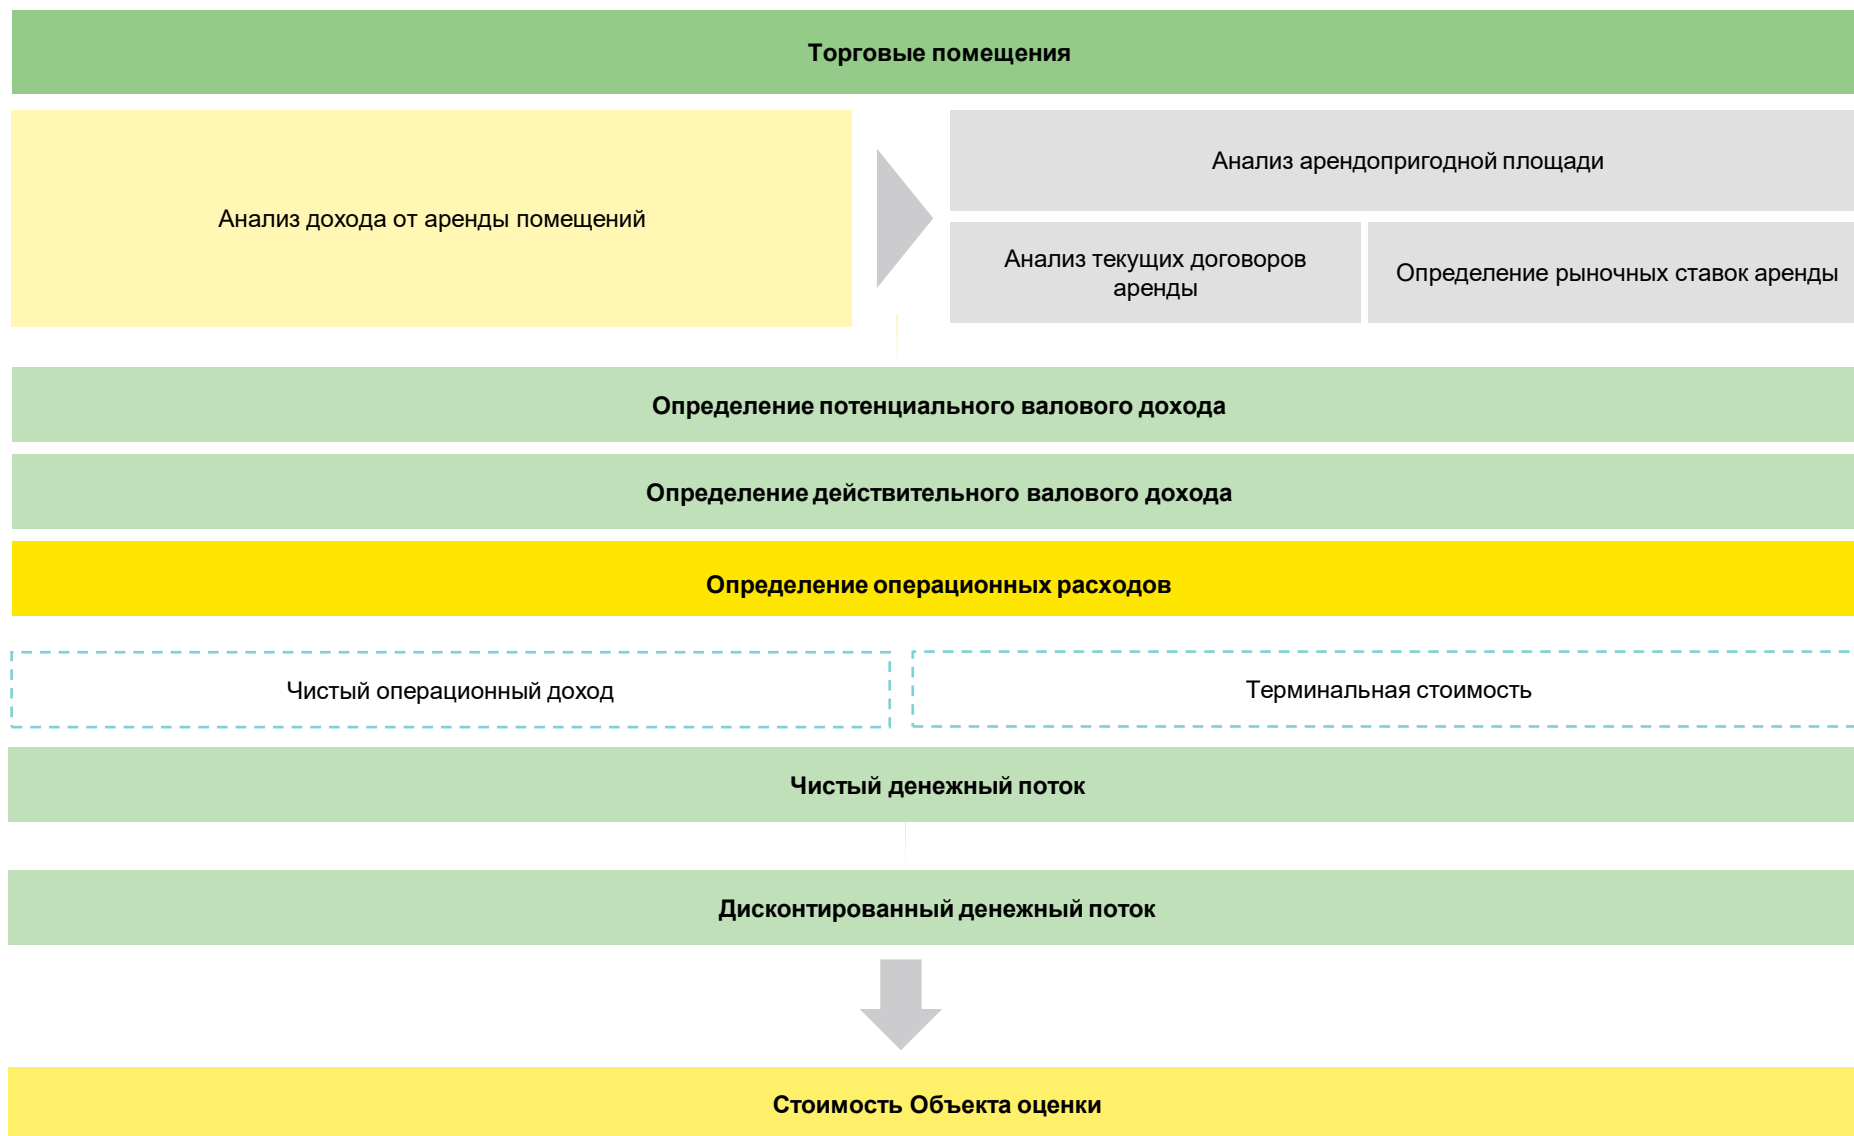 Торговые помещения
Анализ дохода от аренды помещений
Анализ арендопригодной площади
Анализ текущих договоров
аренды
Определение рыночных ставок аренды
Определение потенциального валового дохода
Определение действительного валового дохода
Определение операционных расходов
Чистый операционный доход
Терминальная стоимость
Чистый денежный поток
Дисконтированный денежный поток
Стоимость Объекта оценки